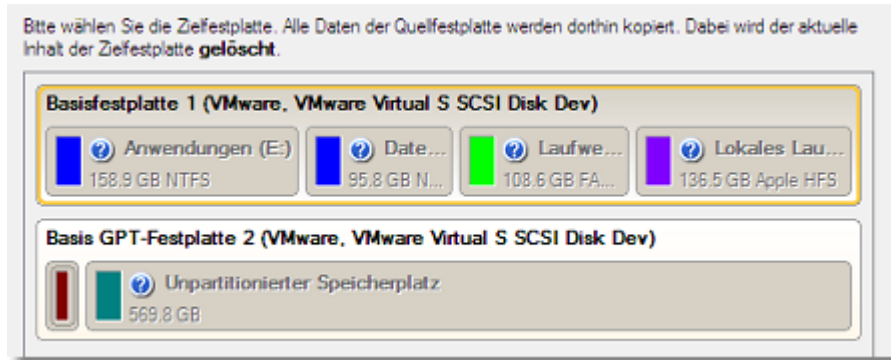 Bitte wählen Sie die Zielfestplatte. Alle Daten der Quellfestplatte werden dorthin kopiert. Dabei wird der aktuelle
Inhalt der Zielfestplatte gelöscht.
Basisfestplatte 1 (VMware, VMware Virtual S SCSI Disk Dev)
Anwendungen (E:) Date... Laufwe... Lokales Lau...
158.9 GB NTFS 95.8 GB N... 108.6 GB FA... 136.5 GB Apple HFS
Basis GPT-Festplatte 2 (VMware, VMware Virtual S SCSI Disk Dev)
Unpartitionierter Speicherplatz
569.8 GB